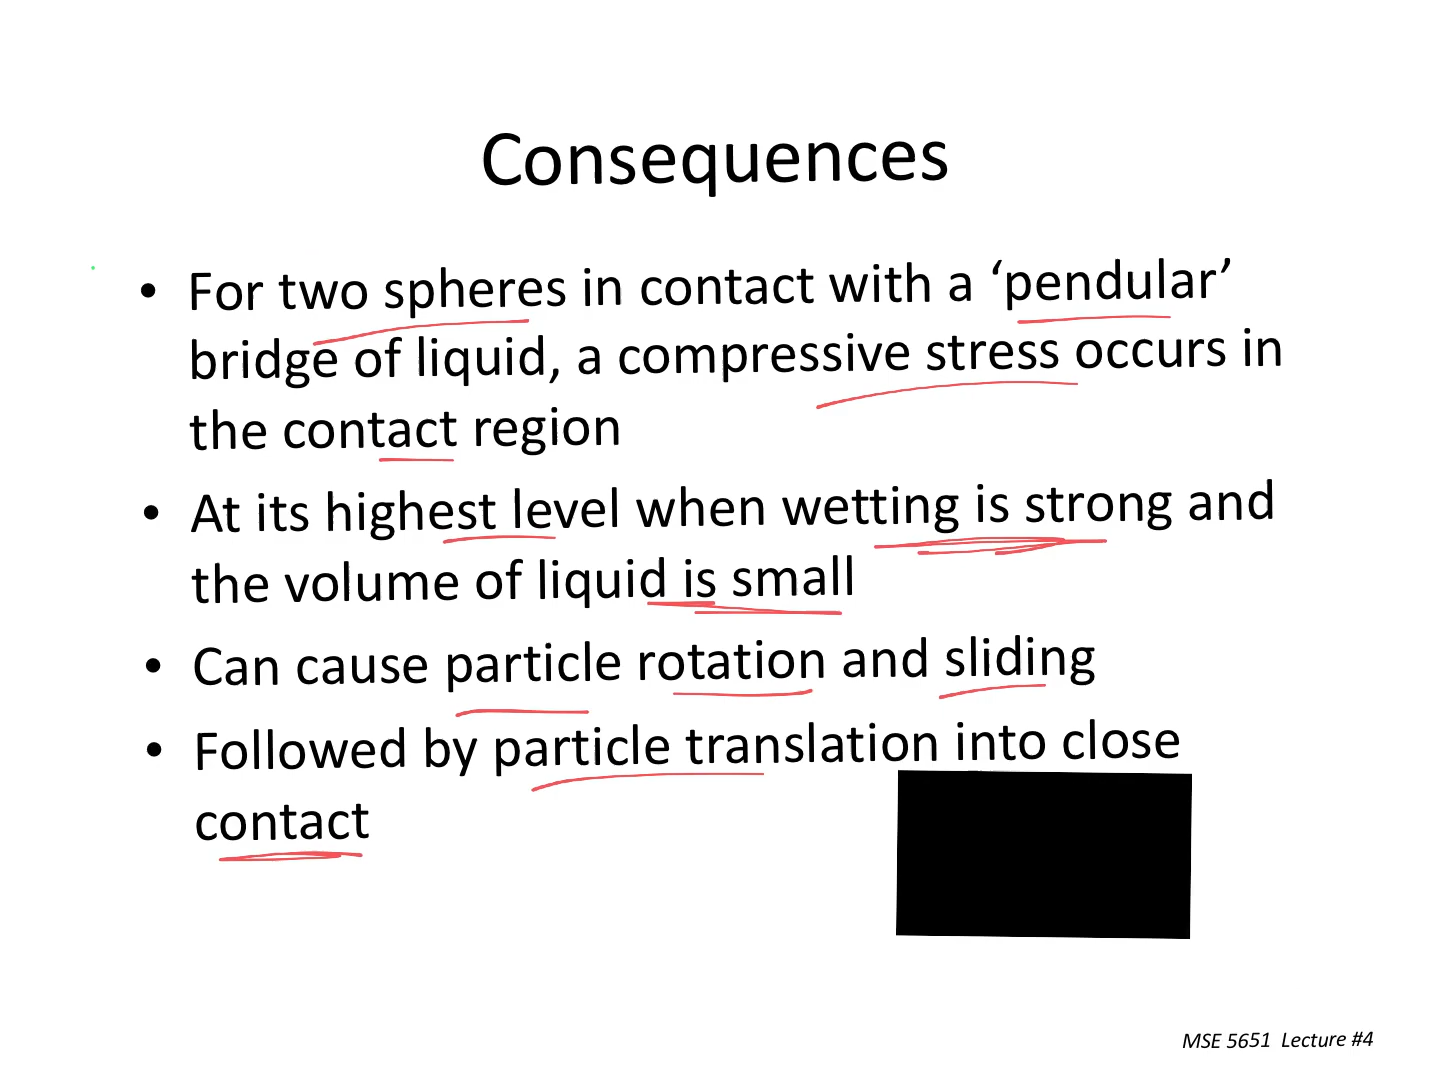 Consequences
• For two spheres in contact with a ‘pendular’
bridge of liquid, a compressive stress occurs in
the contact region
• At its highest level when wetting is strong and
the volume of liquid is small
• Can cause particle rotation and sliding
• Followed by particle translation into close
contact
MSE 5651 Lecture #4